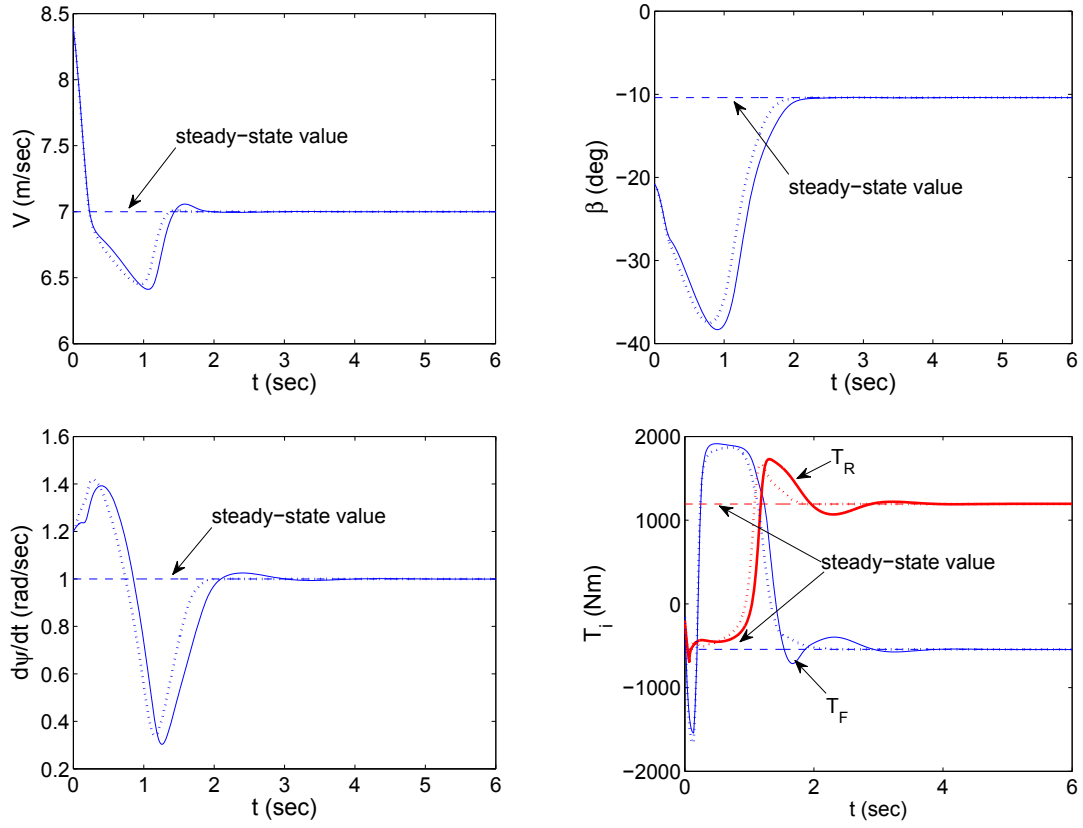 8.5
8
7.5
7
6.5
6
V (m/sec)
steady−state value
0 1 2 3 4 5 6
t (sec)
0
−10
−20
−30
−40
β (deg)
steady−state value
0 1 2 3 4 5 6
t (sec)
1.6
1.4
1.2
1
0.8
0.6
0.4
0.2
dψ/dt (rad/sec)
steady−state value
0 1 2 3 4 5 6
t (sec)
2000
1000
0
−1000
−2000
T_i (Nm)
T_R
steady−state value
T_F
0 2 4 6
t (sec)